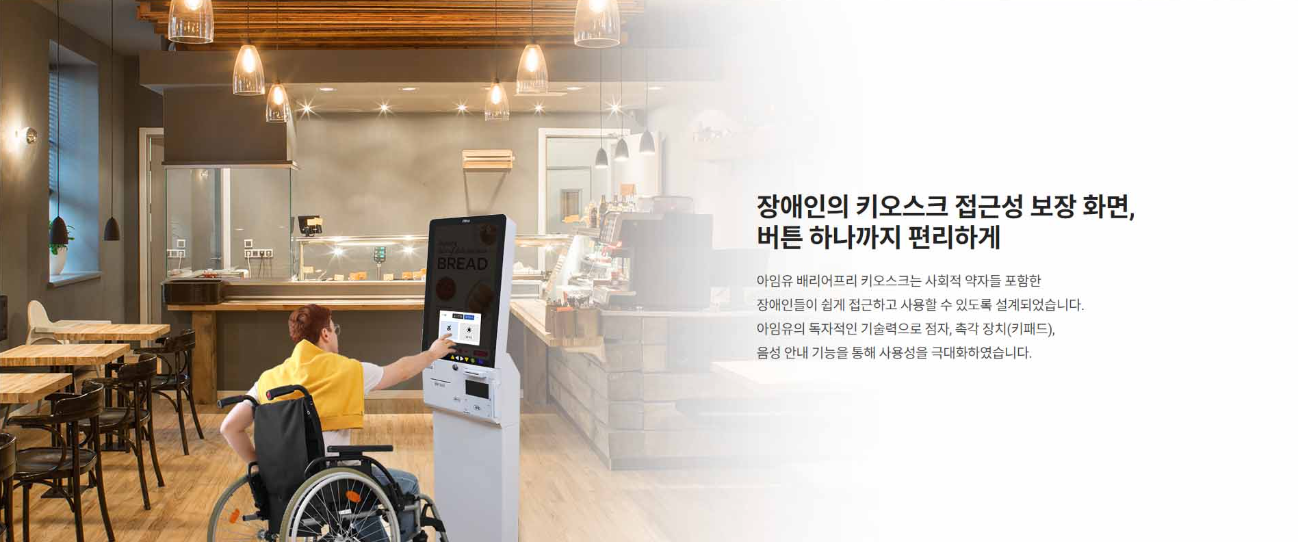 BREAD
장애인의 키오스크 접근성 보장 화면,
버튼 하나까지 편리하게
아임유 배리어프리 키오스크는 사회적 약자들 포함한
장애인들이 쉽게 접근하고 사용할 수 있도록 설계되었습니다.
아임유의 독자적인 기술력으로 점자, 촉각 장치(키패드),
음성 안내 기능을 통해 사용성을 극대화하였습니다.